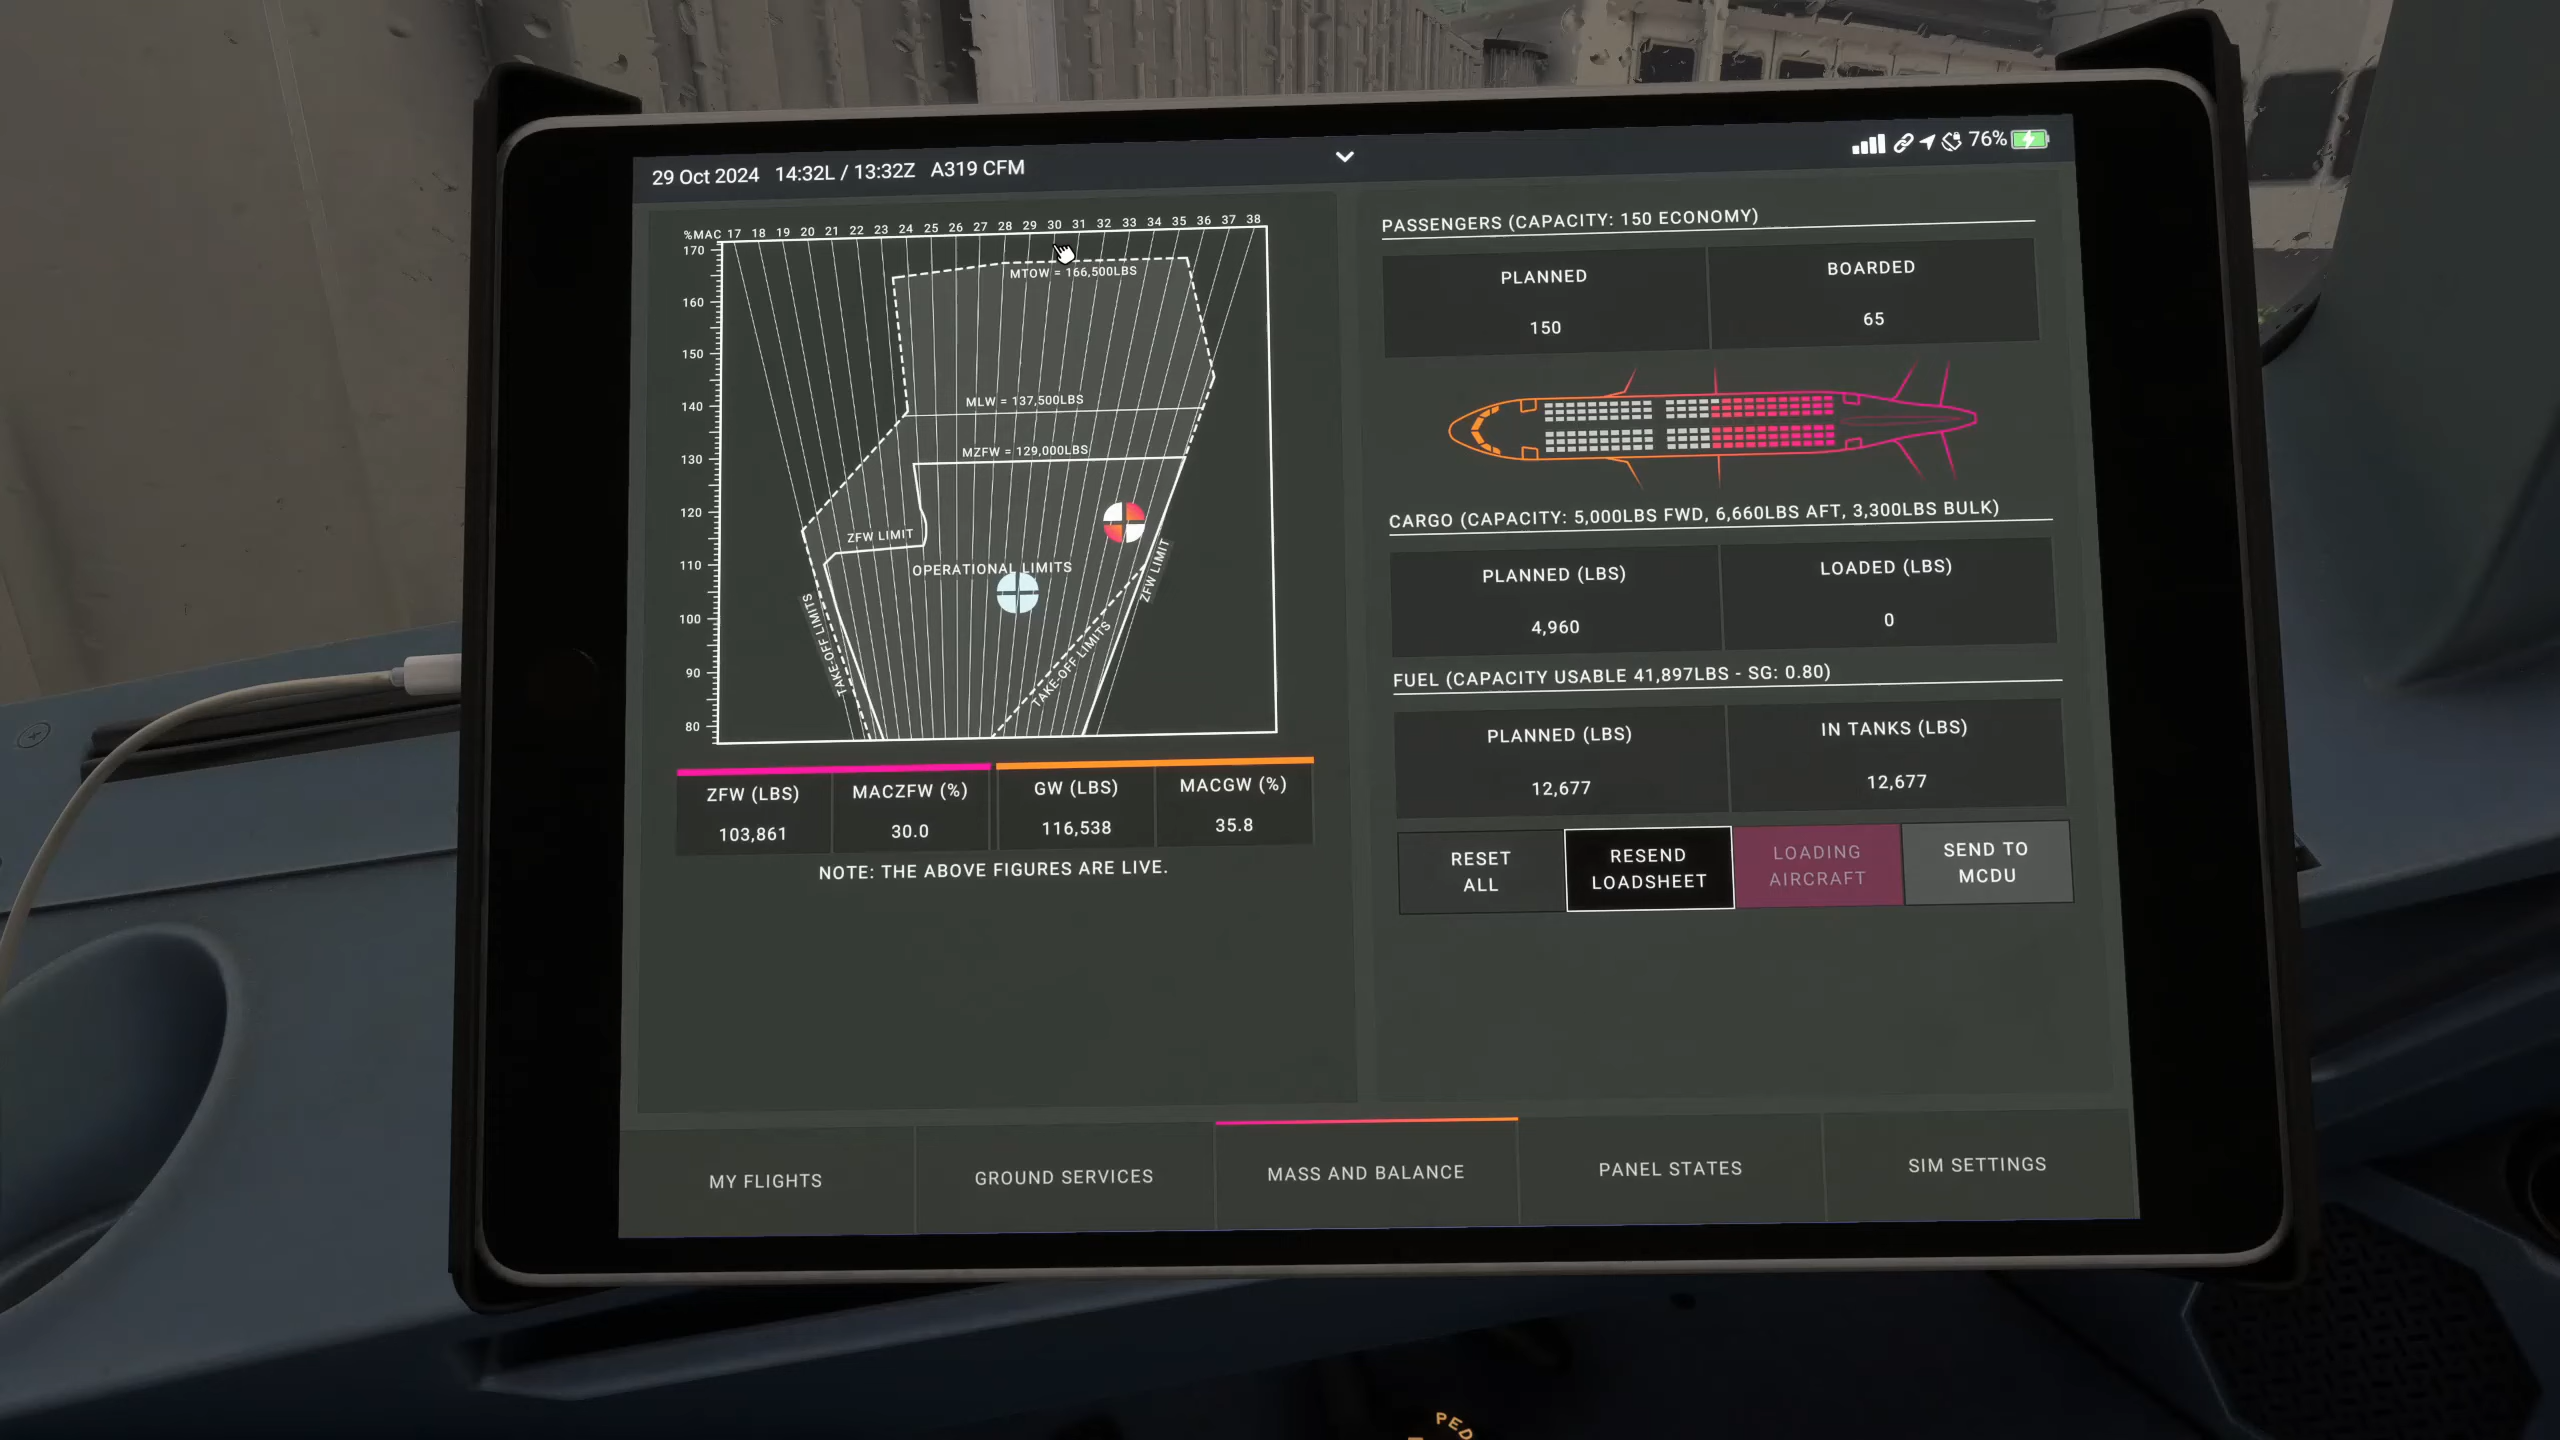 29 Oct 2024 14:32L / 13:32Z A319 CFM
76%
%MAC 17 18 19 20 21 22 23 24 25 26 27 28 29 30 31 32 33 34 35 36 37 38
170
160
150
140
130
120
110
100
90
80
MTOW = 166,500LBS
MLW = 137,500LBS
MZFW = 129,000LBS
ZFW LIMIT
OPERATIONAL LIMITS
ZFW LIMIT
TAKE-OFF LIMITS
TAKE-OFF LIMITS
ZFW (LBS) MACZFW (%) GW (LBS) MACGW (%)
103,861 30.0 116,538 35.8
NOTE: THE ABOVE FIGURES ARE LIVE.
PASSENGERS (CAPACITY: 150 ECONOMY)
PLANNED BOARDED
150 65
CARGO (CAPACITY: 5,000LBS FWD, 6,660LBS AFT, 3,300LBS BULK)
PLANNED (LBS) LOADED (LBS)
4,960 0
FUEL (CAPACITY USABLE 41,897LBS - SG: 0.80)
PLANNED (LBS) IN TANKS (LBS)
12,677 12,677
RESET
ALL
RESEND
LOADSHEET
LOADING
AIRCRAFT
SEND TO
MCDU
MY FLIGHTS GROUND SERVICES MASS AND BALANCE PANEL STATES SIM SETTINGS
PED